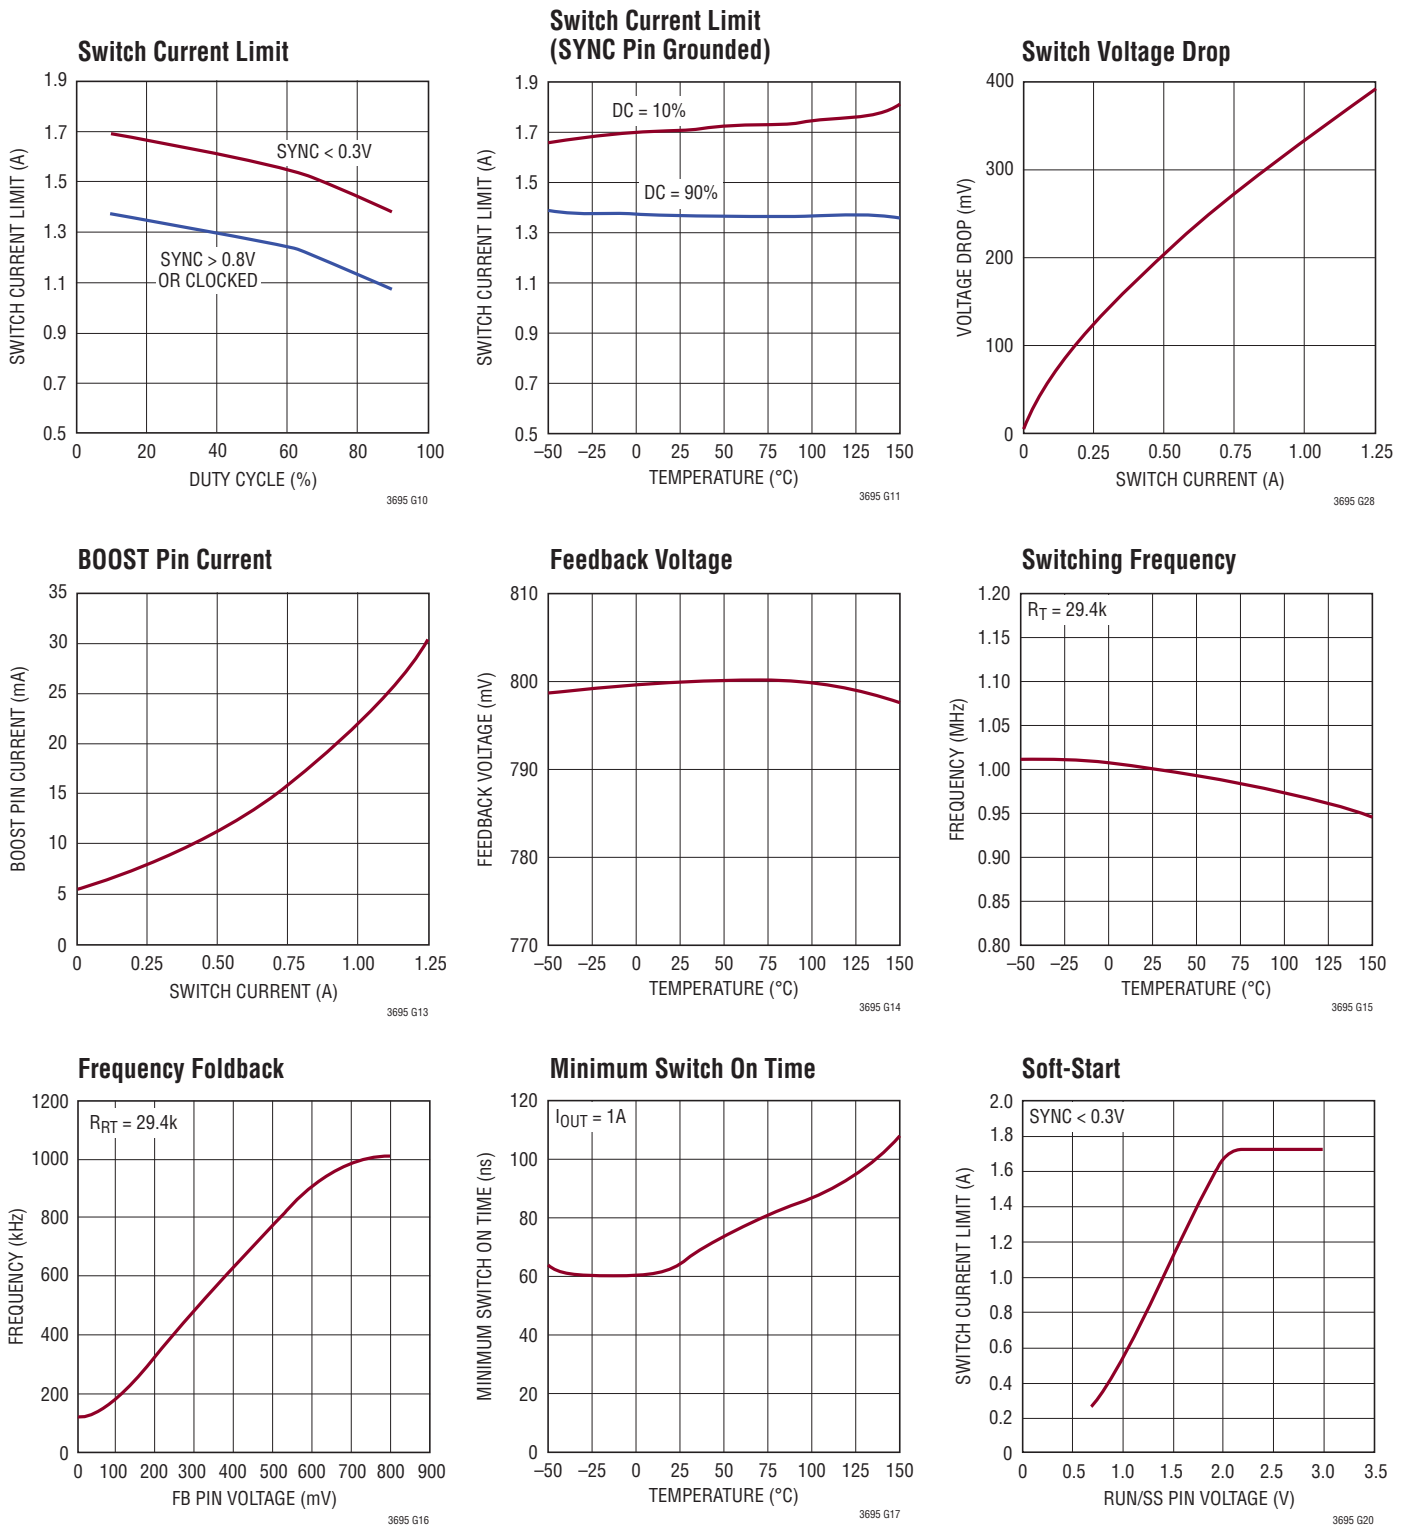 Switch Current Limit
SWITCH CURRENT LIMIT (A)
1.9
1.7
1.5
1.3
1.1
0.9
0.7
0.5
SYNC < 0.3V
SYNC > 0.8V
OR CLOCKED
0 20 40 60 80 100
DUTY CYCLE (%)
3695 G10
Switch Current Limit
(SYNC Pin Grounded)
SWITCH CURRENT LIMIT (A)
1.9
1.7
1.5
1.3
1.1
0.9
0.7
0.5
DC = 10%
DC = 90%
–50 –25 0 25 50 75 100 125 150
TEMPERATURE (°C)
3695 G11
Switch Voltage Drop
VOLTAGE DROP (mV)
400
300
200
100
0
0 0.25 0.50 0.75 1.00 1.25
SWITCH CURRENT (A)
3695 G28
BOOST Pin Current
BOOST PIN CURRENT (mA)
35
30
25
20
15
10
5
0
0 0.25 0.50 0.75 1.00 1.25
SWITCH CURRENT (A)
3695 G13
Feedback Voltage
FEEDBACK VOLTAGE (mV)
810
800
790
780
770
–50 –25 0 25 50 75 100 125 150
TEMPERATURE (°C)
3695 G14
Switching Frequency
FREQUENCY (MHz)
1.20
1.15
1.10
1.05
1.00
0.95
0.90
0.85
0.80
RT = 29.4k
–50 –25 0 25 50 75 100 125 150
TEMPERATURE (°C)
3695 G15
Frequency Foldback
FREQUENCY (kHz)
1200
1000
800
600
400
200
0
RRT = 29.4k
0 100 200 300 400 500 600 700 800 900
FB PIN VOLTAGE (mV)
3695 G16
Minimum Switch On Time
MINIMUM SWITCH ON TIME (ns)
120
100
80
60
40
20
0
IOUT = 1A
–50 –25 0 25 50 75 100 125 150
TEMPERATURE (°C)
3695 G17
Soft-Start
SWITCH CURRENT LIMIT (A)
2.0
1.8
1.6
1.4
1.2
1.0
0.8
0.6
0.4
0.2
0
SYNC < 0.3V
0 0.5 1.0 1.5 2.0 2.5 3.0 3.5
RUN/SS PIN VOLTAGE (V)
3695 G20